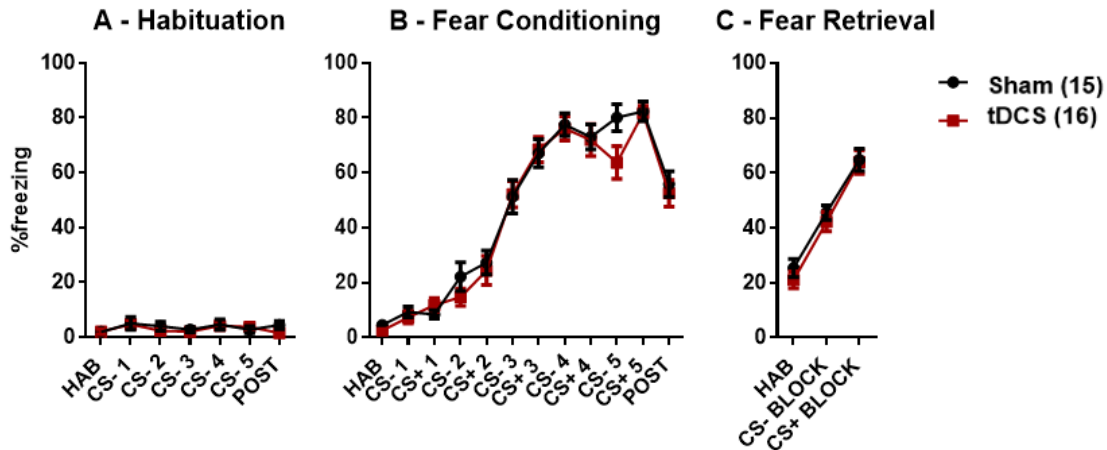 A - Habituation
B - Fear Conditioning
C - Fear Retrieval
%freezing
100
80
60
40
20
0
HAB
CS- 1
CS- 2
CS- 3
CS- 4
CS- 5
POST
100
80
60
40
20
0
HAB
CS- 1
CS+ 1
CS- 2
CS+ 2
CS- 3
CS+ 3
CS- 4
CS+ 4
CS- 5
CS+ 5
POST
100
80
60
40
20
0
HAB
CS- BLOCK
CS+ BLOCK
Sham (15)
tDCS (16)